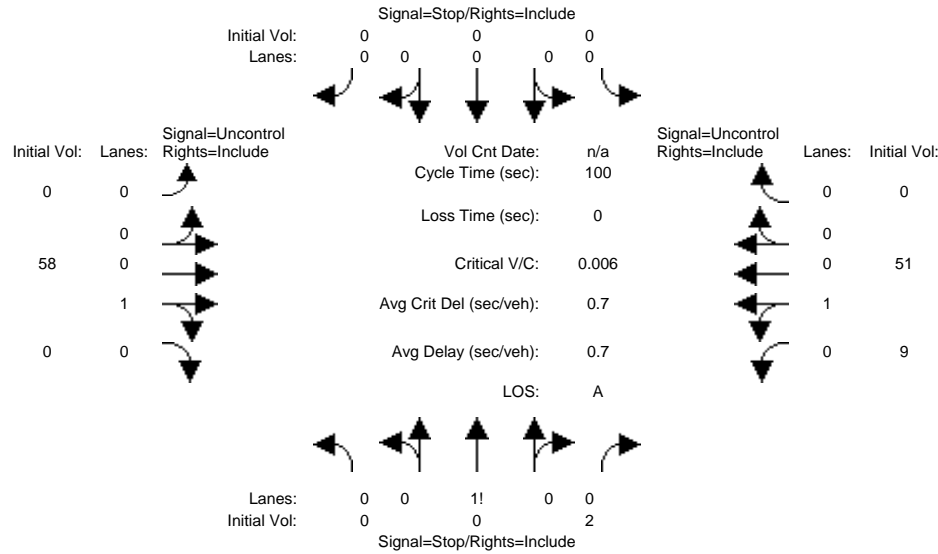 Signal=Stop/Rights=Include
Initial Vol: 0 0 0
Lanes: 0 0 0 0 0
Signal=Uncontrol
Initial Vol: Lanes: Rights=Include
Vol Cnt Date: n/a
Signal=Uncontrol
Rights=Include Lanes: Initial Vol:
Cycle Time (sec): 100
0 0
0 0
Loss Time (sec): 0
0
0
58 0
Critical V/C: 0.006
0 51
1
Avg Crit Del (sec/veh): 0.7
1
0 0
Avg Delay (sec/veh): 0.7
0 9
LOS: A
Lanes: 0 0 1! 0 0
Initial Vol: 0 0 2
Signal=Stop/Rights=Include